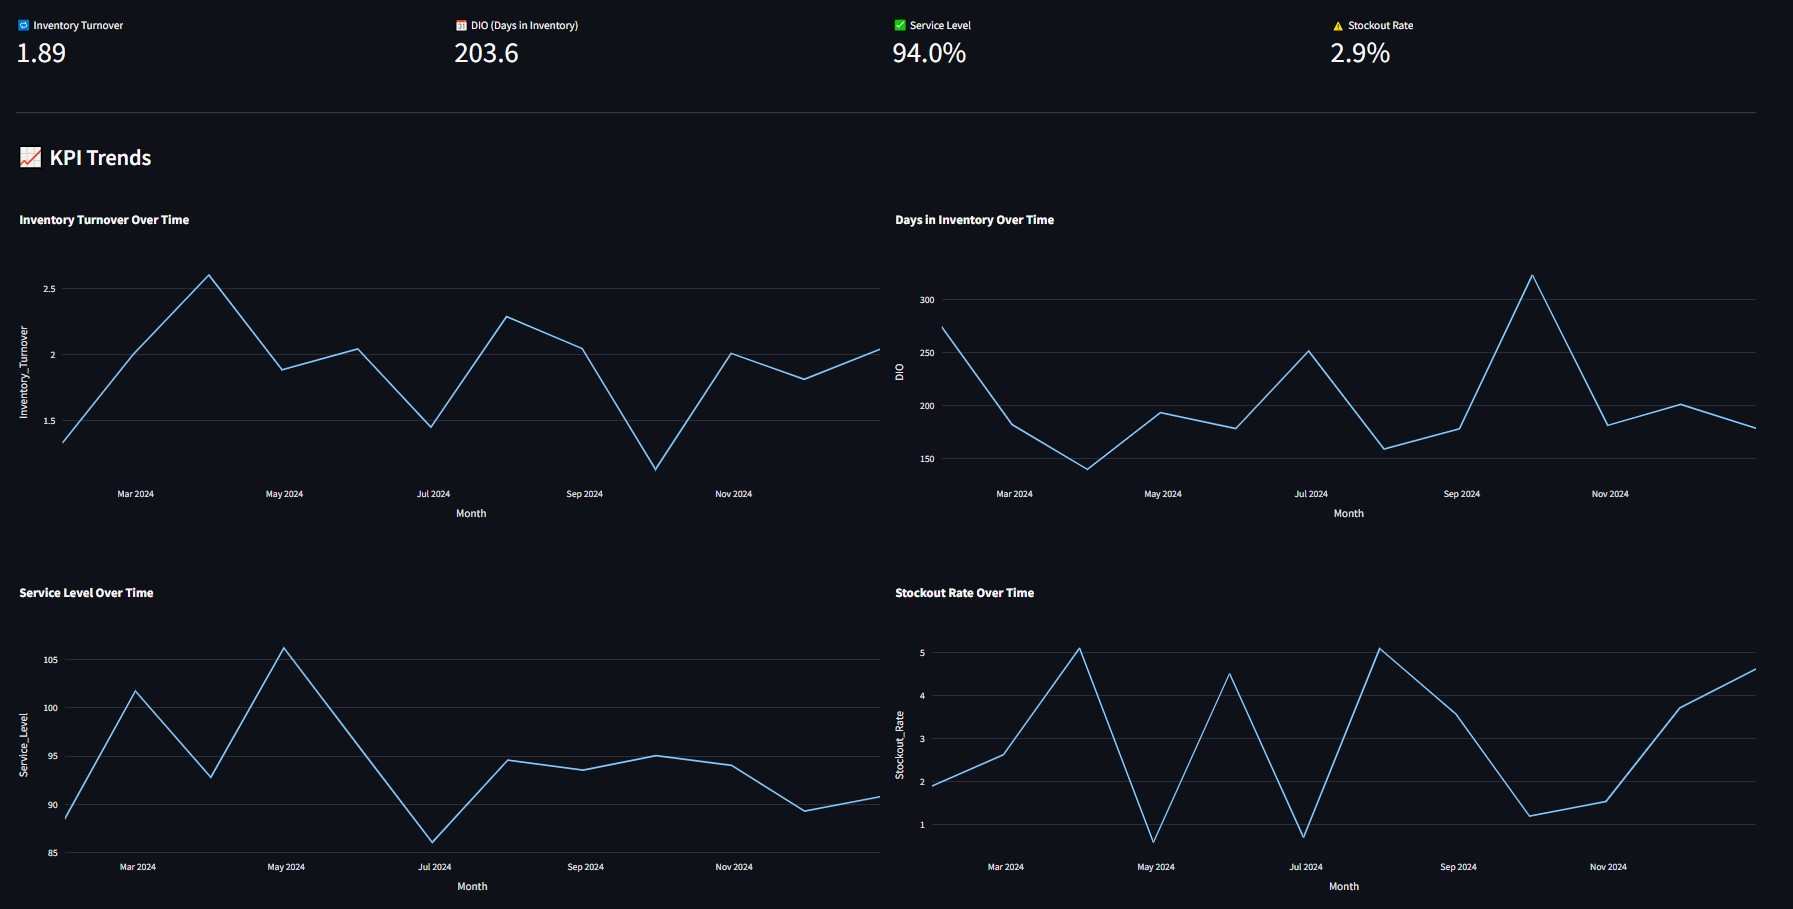 Inventory Turnover
1.89
DIO (Days in Inventory)
203.6
Service Level
94.0%
Stockout Rate
2.9%
KPI Trends
Inventory Turnover Over Time
Inventory_Turnover
2.5
2
1.5
Mar 2024 May 2024 Jul 2024 Sep 2024 Nov 2024
Month
Days in Inventory Over Time
DIO
300
250
200
150
Mar 2024 May 2024 Jul 2024 Sep 2024 Nov 2024
Month
Service Level Over Time
Service_Level
105
100
95
90
85
Mar 2024 May 2024 Jul 2024 Sep 2024 Nov 2024
Month
Stockout Rate Over Time
Stockout_Rate
5
4
3
2
1
Mar 2024 May 2024 Jul 2024 Sep 2024 Nov 2024
Month